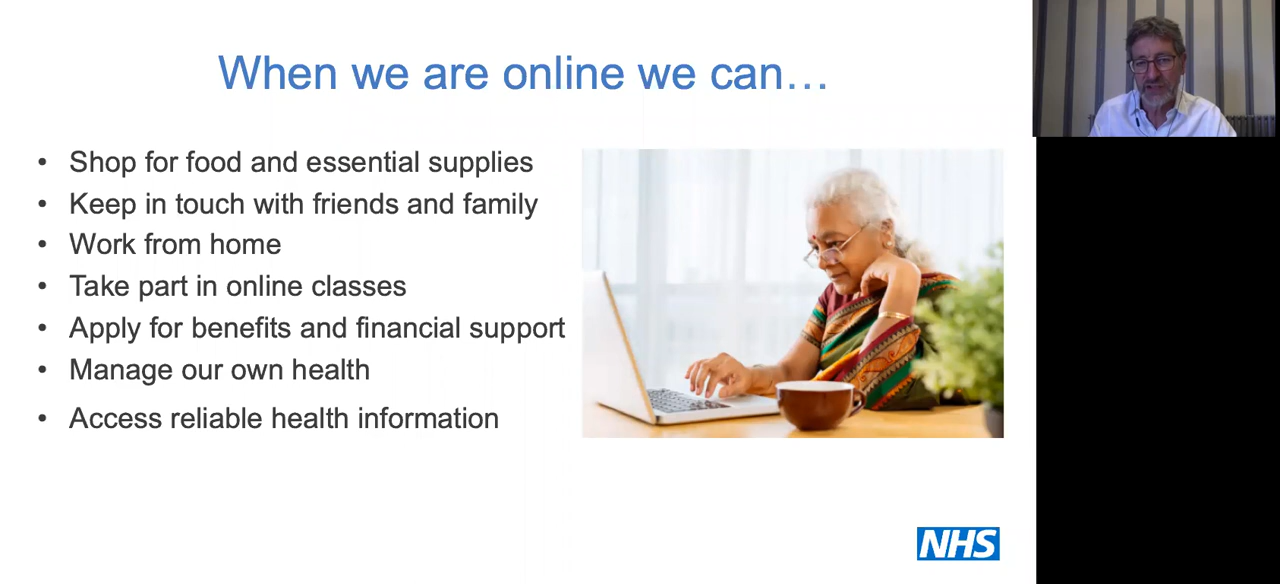 When we are online we can…
• Shop for food and essential supplies
• Keep in touch with friends and family
• Work from home
• Take part in online classes
• Apply for benefits and financial support
• Manage our own health
• Access reliable health information
NHS